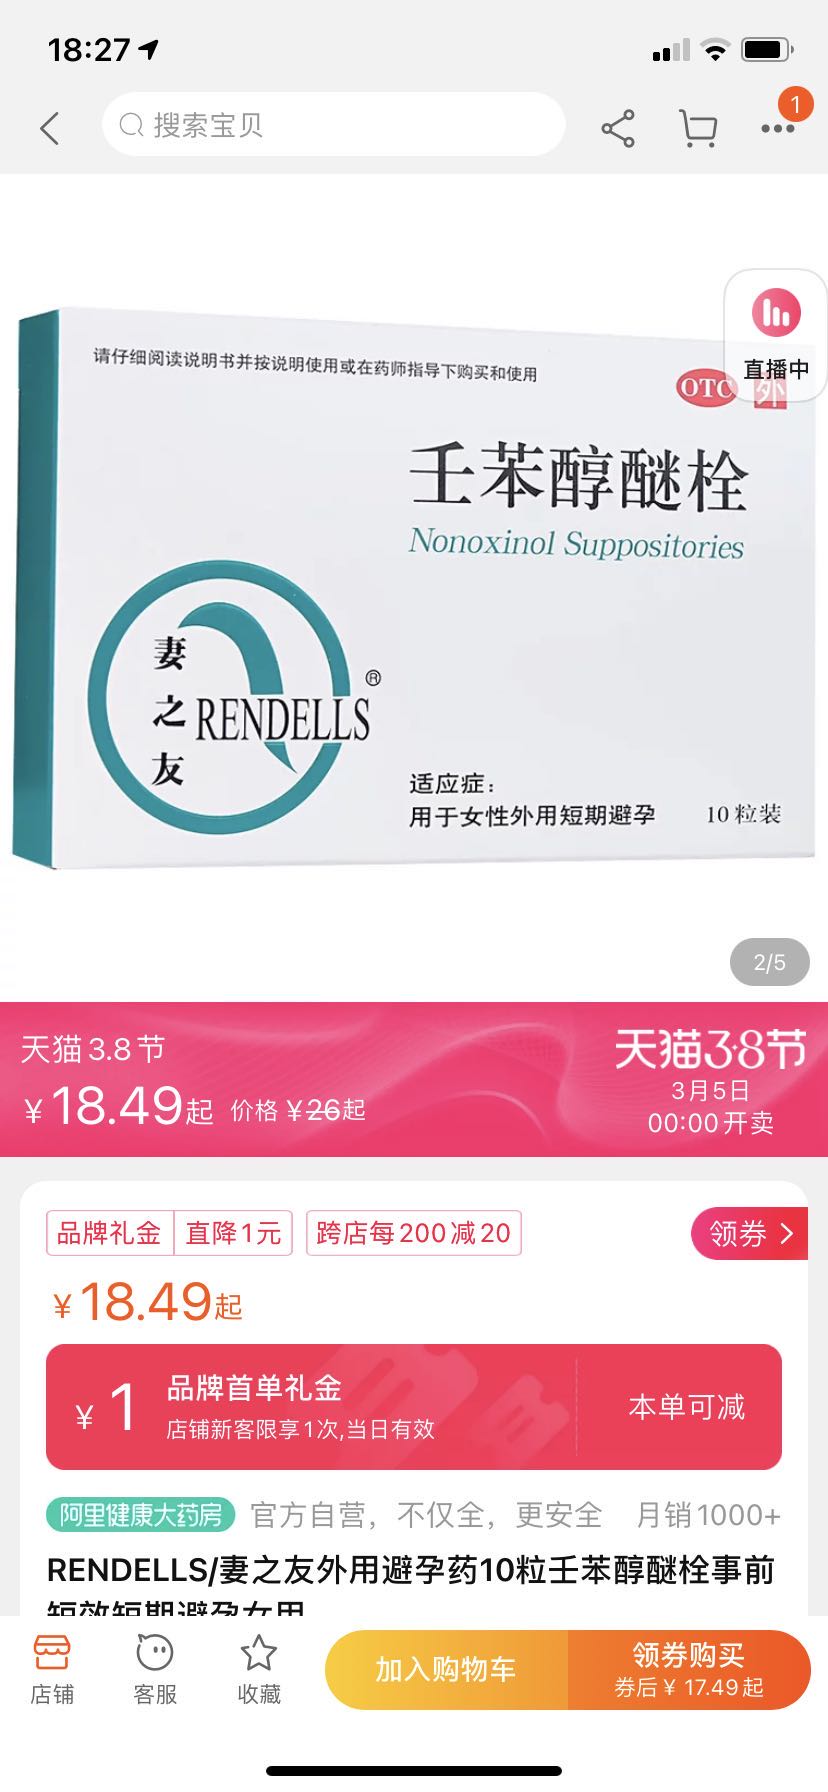 18:27
搜索宝贝
1
直播中
请仔细阅读说明书并按说明使用或在药师指导下购买和使用
OTC
外
壬苯醇醚栓
Nonoxinol Suppositories
妻之友
RENDELLS®
适应症：
用于女性外用短期避孕
10粒装
2/5
天猫3.8节
¥18.49起 价格 ¥26起
天猫3.8节
3月5日
00:00开卖
品牌礼金 直降1元 跨店每200减20
领券
¥18.49起
¥1
品牌首单礼金
店铺新客限享1次,当日有效
本单可减
阿里健康大药房 官方自营，不仅全，更安全 月销1000+
RENDELLS/妻之友外用避孕药10粒壬苯醇醚栓事前
短效短期避孕女用
店铺
客服
收藏
加入购物车
领券购买
券后¥17.49起